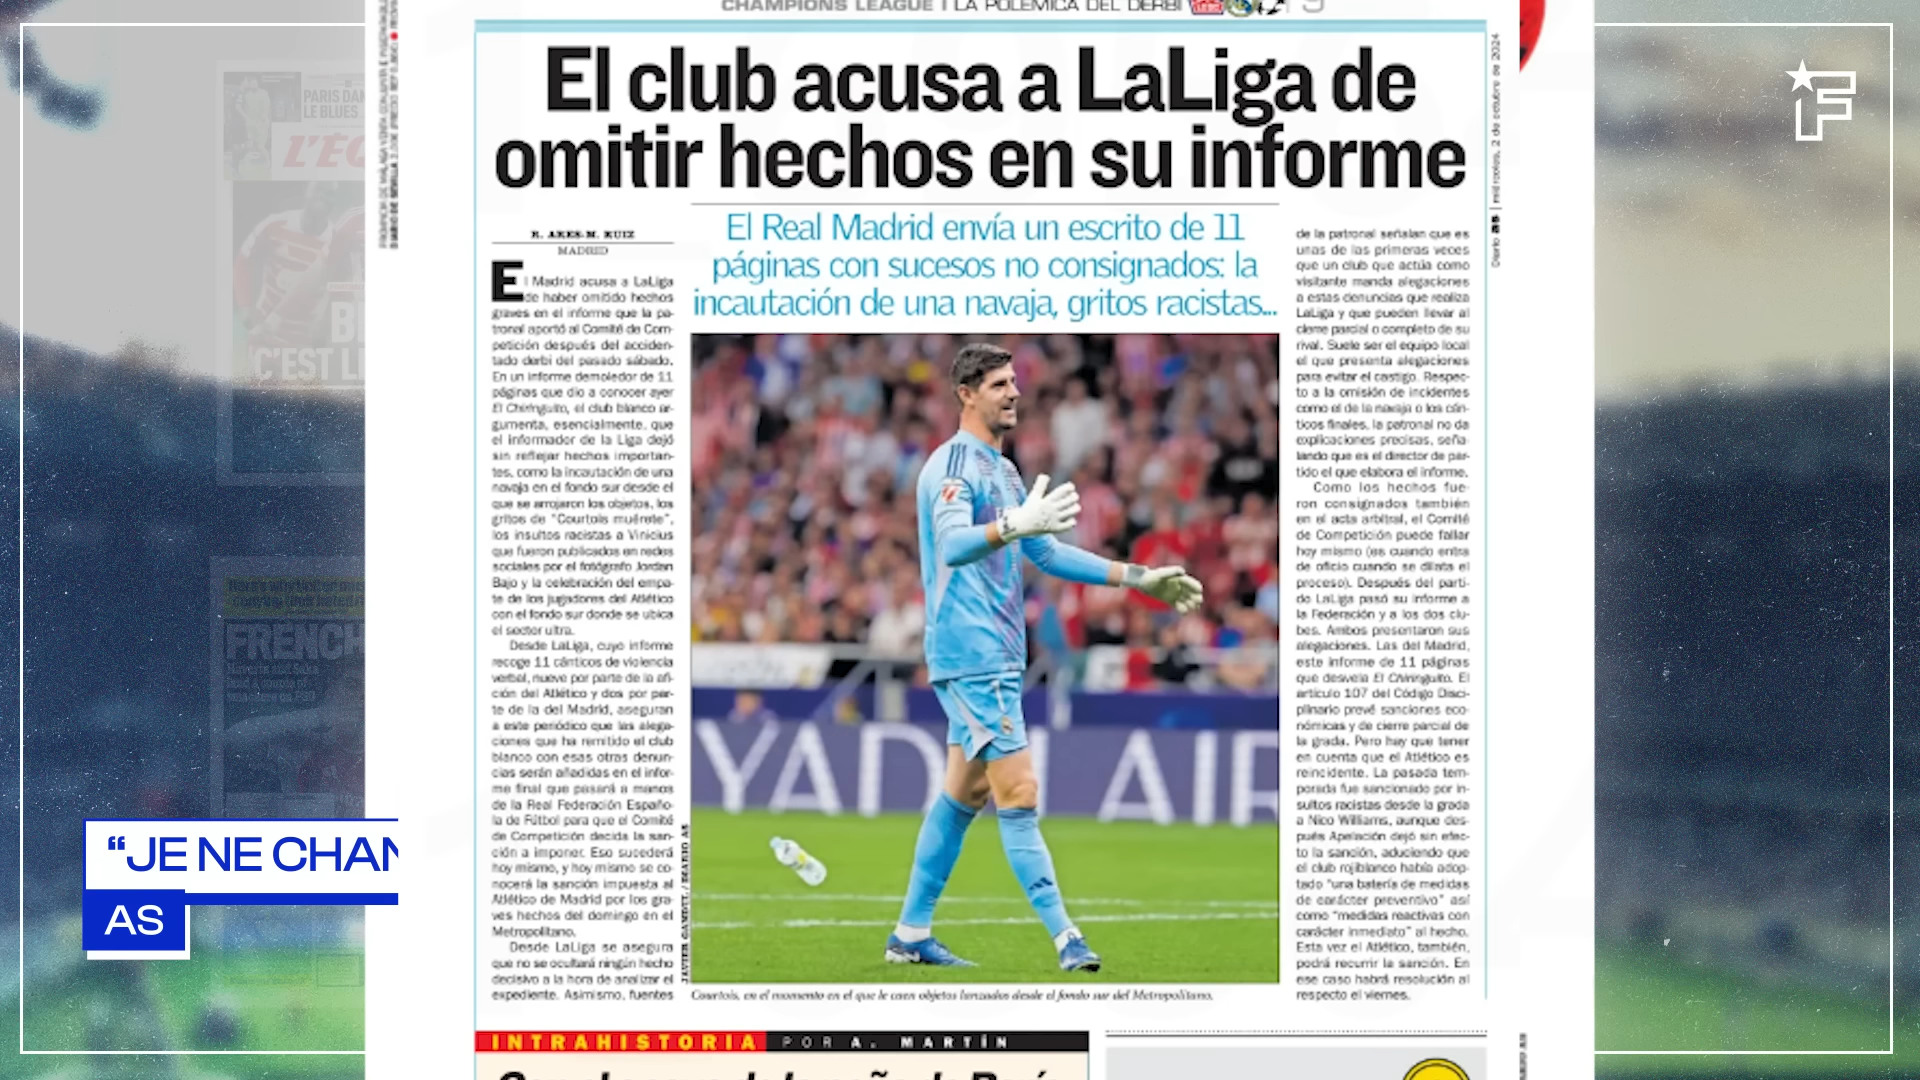 CHAMPIONS LEAGUE | LA POLÉMICA DEL DERBI
El club acusa a LaLiga de
omitir hechos en su informe
El Real Madrid envía un escrito de 11
páginas con sucesos no consignados: la
incautación de una navaja, gritos racistas...
R. ARES-M. RUIZ
MADRID
El Madrid acusa a LaLiga
de haber omitido hechos
graves en el informe que la pa-
tronal aportó al Comité de Com-
petición después del acciden-
tado derbi del pasado sábado.
En un informe demoledor de 11
páginas que dio a conocer ayer
El Chiringuito, el club blanco ar-
gumenta, esencialmente, que
el informador de la Liga dejó
sin reflejar hechos importan-
tes, como la incautación de una
navaja en el fondo sur desde el
que se arrojaron los objetos, los
gritos de "Courtois muérete",
los insultos racistas a Vinicius
que fueron publicados en redes
sociales por el fotógrafo Jordan
Bajo y la celebración del empa-
te de los jugadores del Atlético
con el fondo sur donde se ubica
el sector ultra.
Desde LaLiga, cuyo informe
recoge 11 cánticos de violencia
verbal, nueve por parte de la afi-
ción del Atlético y dos por par-
te de la del Madrid, aseguran
a este periódico que las alega-
ciones que ha remitido el club
blanco con esas otras denun-
cias serán añadidas en el infor-
me final que pasará a manos
de la Real Federación Españo-
la de Fútbol para que el Comité
de Competición decida la san-
ción a imponer. Eso sucederá
hoy mismo, y hoy mismo se co-
nocerá la sanción impuesta al
Atlético de Madrid por los gra-
ves hechos del domingo en el
Metropolitano.
Desde LaLiga se asegura
que no se ocultará ningún hecho
decisivo a la hora de analizar el
expediente. Asimismo, fuentes
de la patronal señalan que es
unas de las primeras veces
que un club que actúa como
visitante manda alegaciones
a estas denuncias que realiza
LaLiga y que pueden llevar al
cierre parcial o completo de su
rival. Suele ser el equipo local
el que presenta alegaciones
para evitar el castigo. Respec-
to a la omisión de incidentes
como el de la navaja o los cán-
ticos finales, la patronal no da
explicaciones precisas, seña-
lando que es el director de par-
tido el que elabora el informe.
Como los hechos fue-
ron consignados también
en el acta arbitral, el Comité
de Competición puede fallar
hoy mismo (es cuando entra
de oficio cuando se dilata el
proceso). Después del parti-
do LaLiga pasó su informe a
la Federación y a los dos clu-
bes. Ambos presentaron sus
alegaciones. Las del Madrid,
este informe de 11 páginas
que desvela El Chiringuito. El
artículo 107 del Código Disci-
plinario prevé sanciones eco-
nómicas y de cierre parcial de
la grada. Pero hay que tener
en cuenta que el Atlético es
reincidente. La pasada tem-
porada fue sancionado por in-
sultos racistas desde la grada
a Nico Williams, aunque des-
pués Apelación dejó sin efec-
to la sanción, aduciendo que
el club rojiblanco había adop-
tado "una batería de medidas
de carácter preventivo" así
como "medidas reactivas con
carácter inmediato" al hecho.
Esta vez el Atlético, también,
podrá recurrir la sanción. En
ese caso habrá resolución al
respecto el viernes.
YAD AIR
JAVIER GANDUL / DIARIO AS
Courtois, en el momento en el que le caen objetos lanzados desde el fondo sur del Metropolitano.
Diario as | miércoles, 2 de octubre de 2024
INTRAHISTORIA POR A. MARTÍN
PARIS DAN
LE BLUES
L'ÉQ
C'EST L
FRENCH
"JE NE CHAN
AS